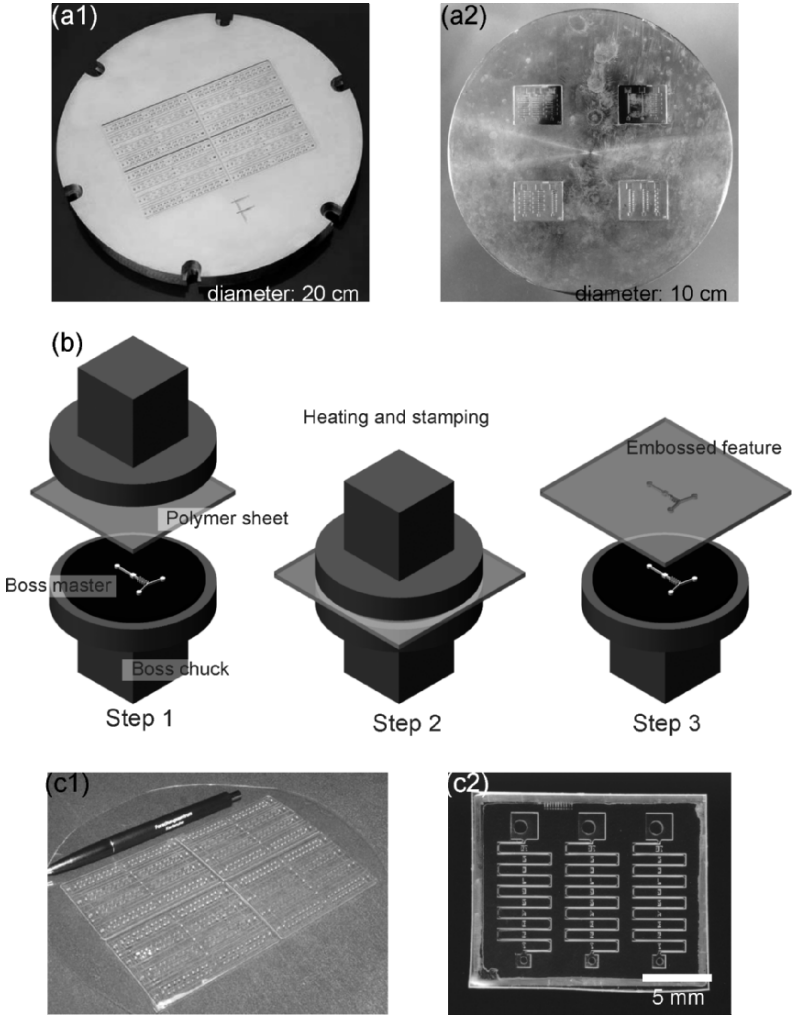 (a1)
(a2)
diameter: 20 cm
diameter: 10 cm
(b)
Heating and stamping
Embossed feature
Polymer sheet
Boss master
Boss chuck
Step 1
Step 2
Step 3
(c1)
(c2)
5 mm